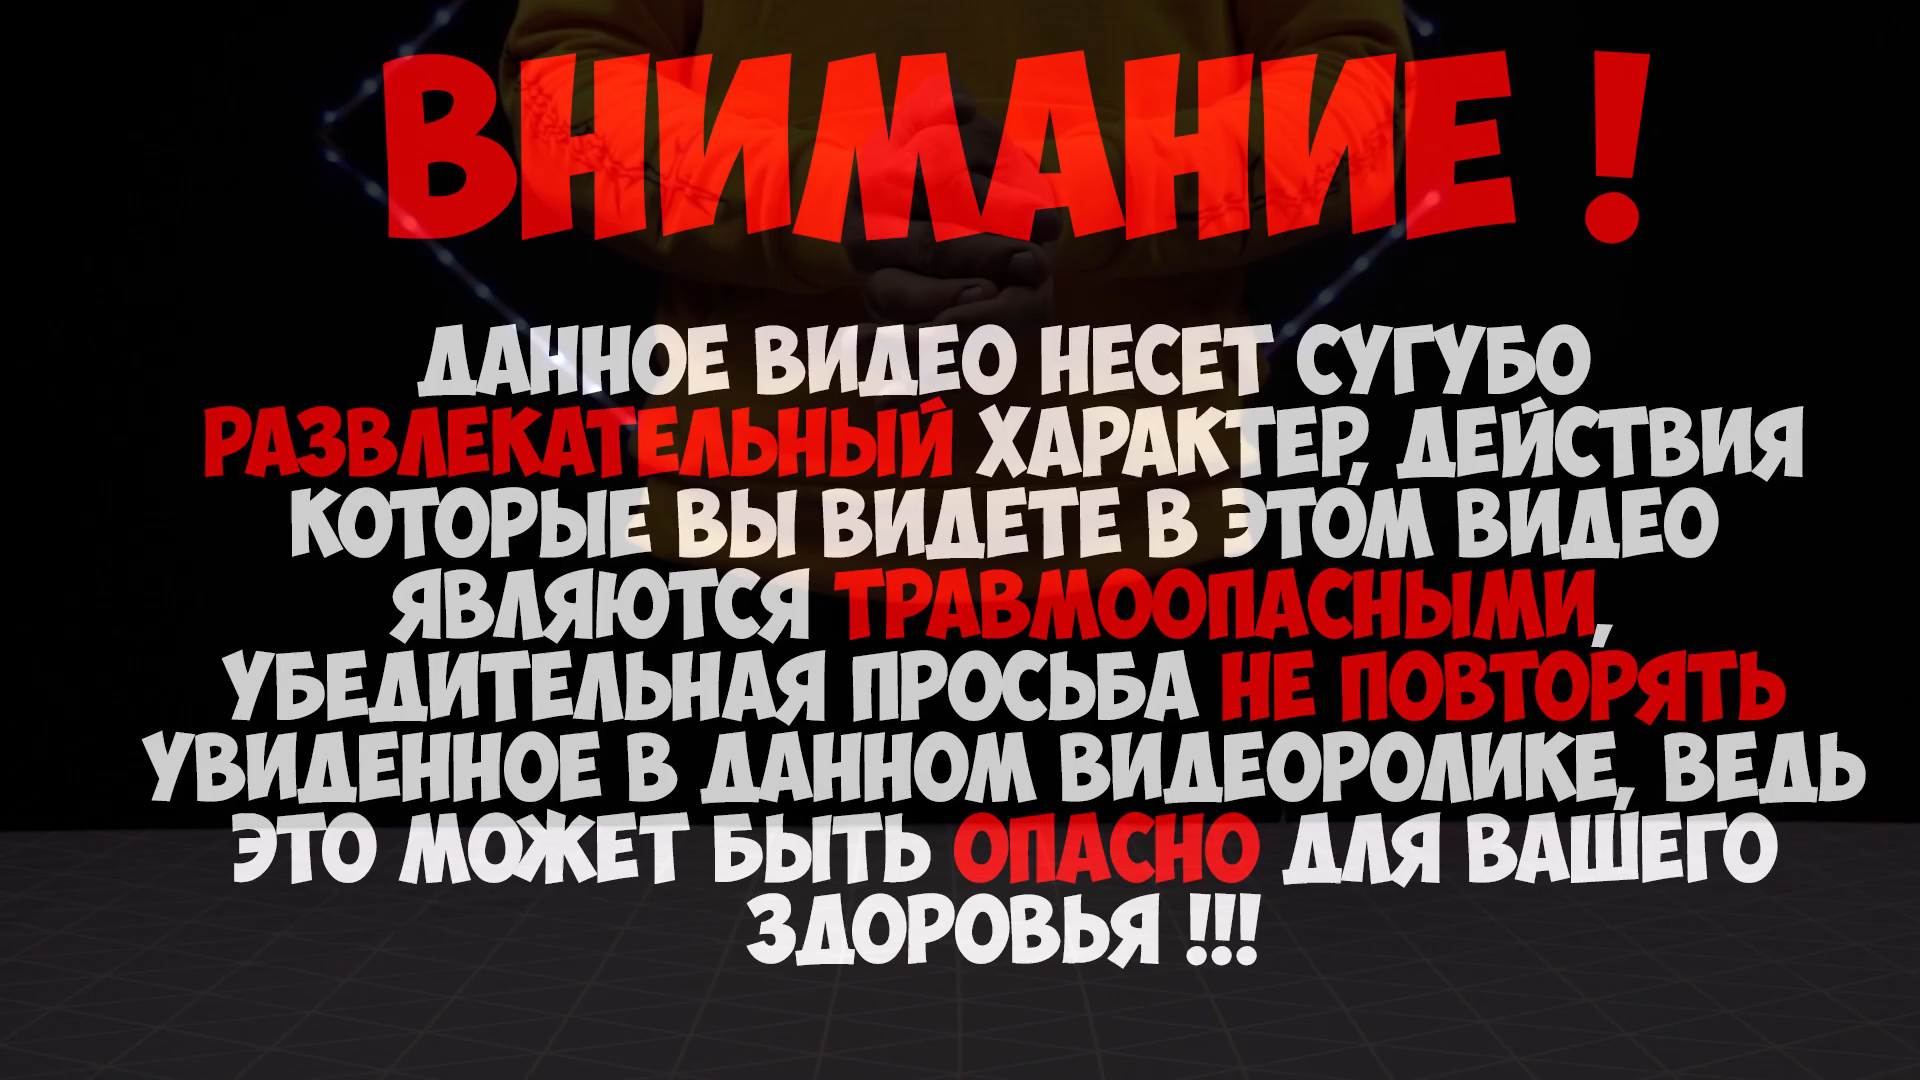 ВНИМАНИЕ !
ДАННОЕ ВИДЕО НЕСЕТ СУГУБО
РАЗВЛЕКАТЕЛЬНЫЙ ХАРАКТЕР, ДЕЙСТВИЯ
КОТОРЫЕ ВЫ ВИДЕТЕ В ЭТОМ ВИДЕО
ЯВЛЯЮТСЯ ТРАВМООПАСНЫМИ,
УБЕДИТЕЛЬНАЯ ПРОСЬБА НЕ ПОВТОРЯТЬ
УВИДЕННОЕ В ДАННОМ ВИДЕОРОЛИКЕ, ВЕДЬ
ЭТО МОЖЕТ БЫТЬ ОПАСНО ДЛЯ ВАШЕГО
ЗДОРОВЬЯ !!!